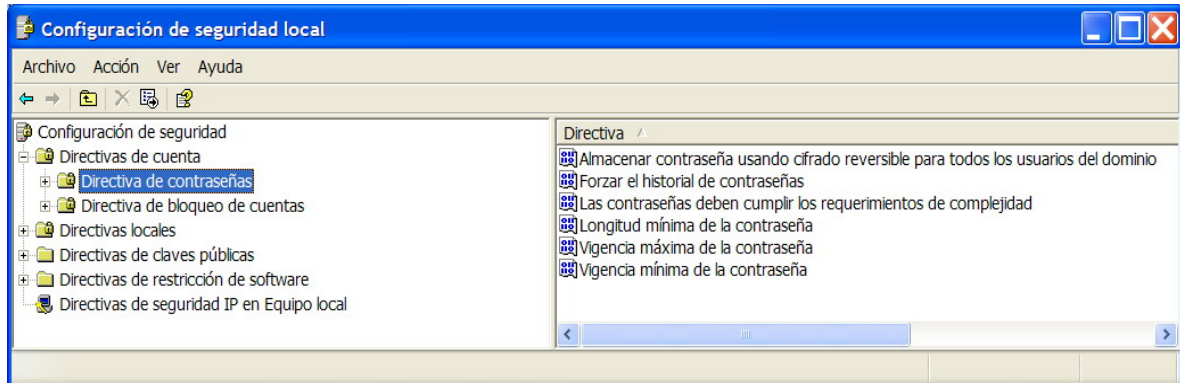 Configuración de seguridad local
Archivo Acción Ver Ayuda
Configuración de seguridad
Directivas de cuenta
Directiva de contraseñas
Directiva de bloqueo de cuentas
Directivas locales
Directivas de claves públicas
Directivas de restricción de software
Directivas de seguridad IP en Equipo local
Directiva
Almacenar contraseña usando cifrado reversible para todos los usuarios del dominio
Forzar el historial de contraseñas
Las contraseñas deben cumplir los requerimientos de complejidad
Longitud mínima de la contraseña
Vigencia máxima de la contraseña
Vigencia mínima de la contraseña